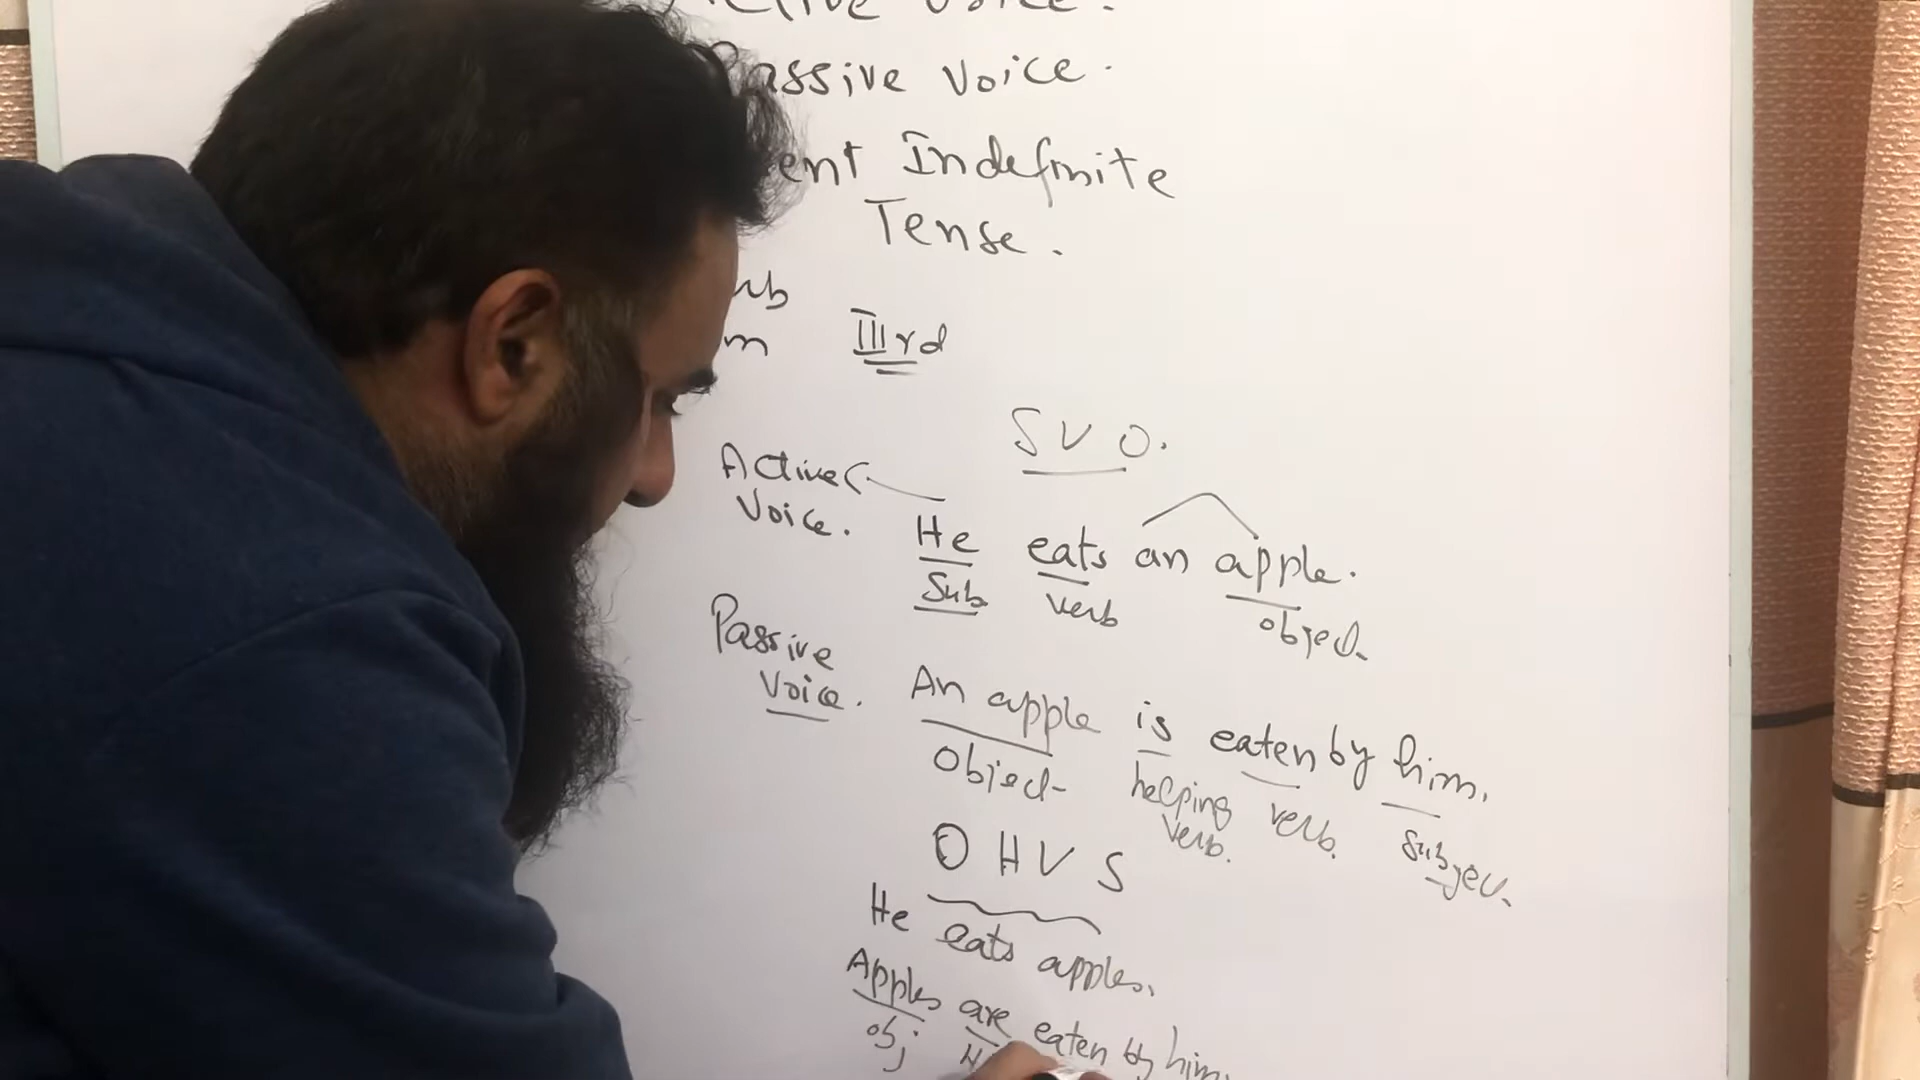 Voice.
Passive Voice.
ent Indefinite
Tense.
m IIIrd
S V O.
Active
Voice.
He eats an apple.
Sub verb object
Passive
Voice.
An apple is eaten by him.
Object helping verb. subject.
Verb.
O H V S
He eats apples.
Apples are eaten by him.
obj H